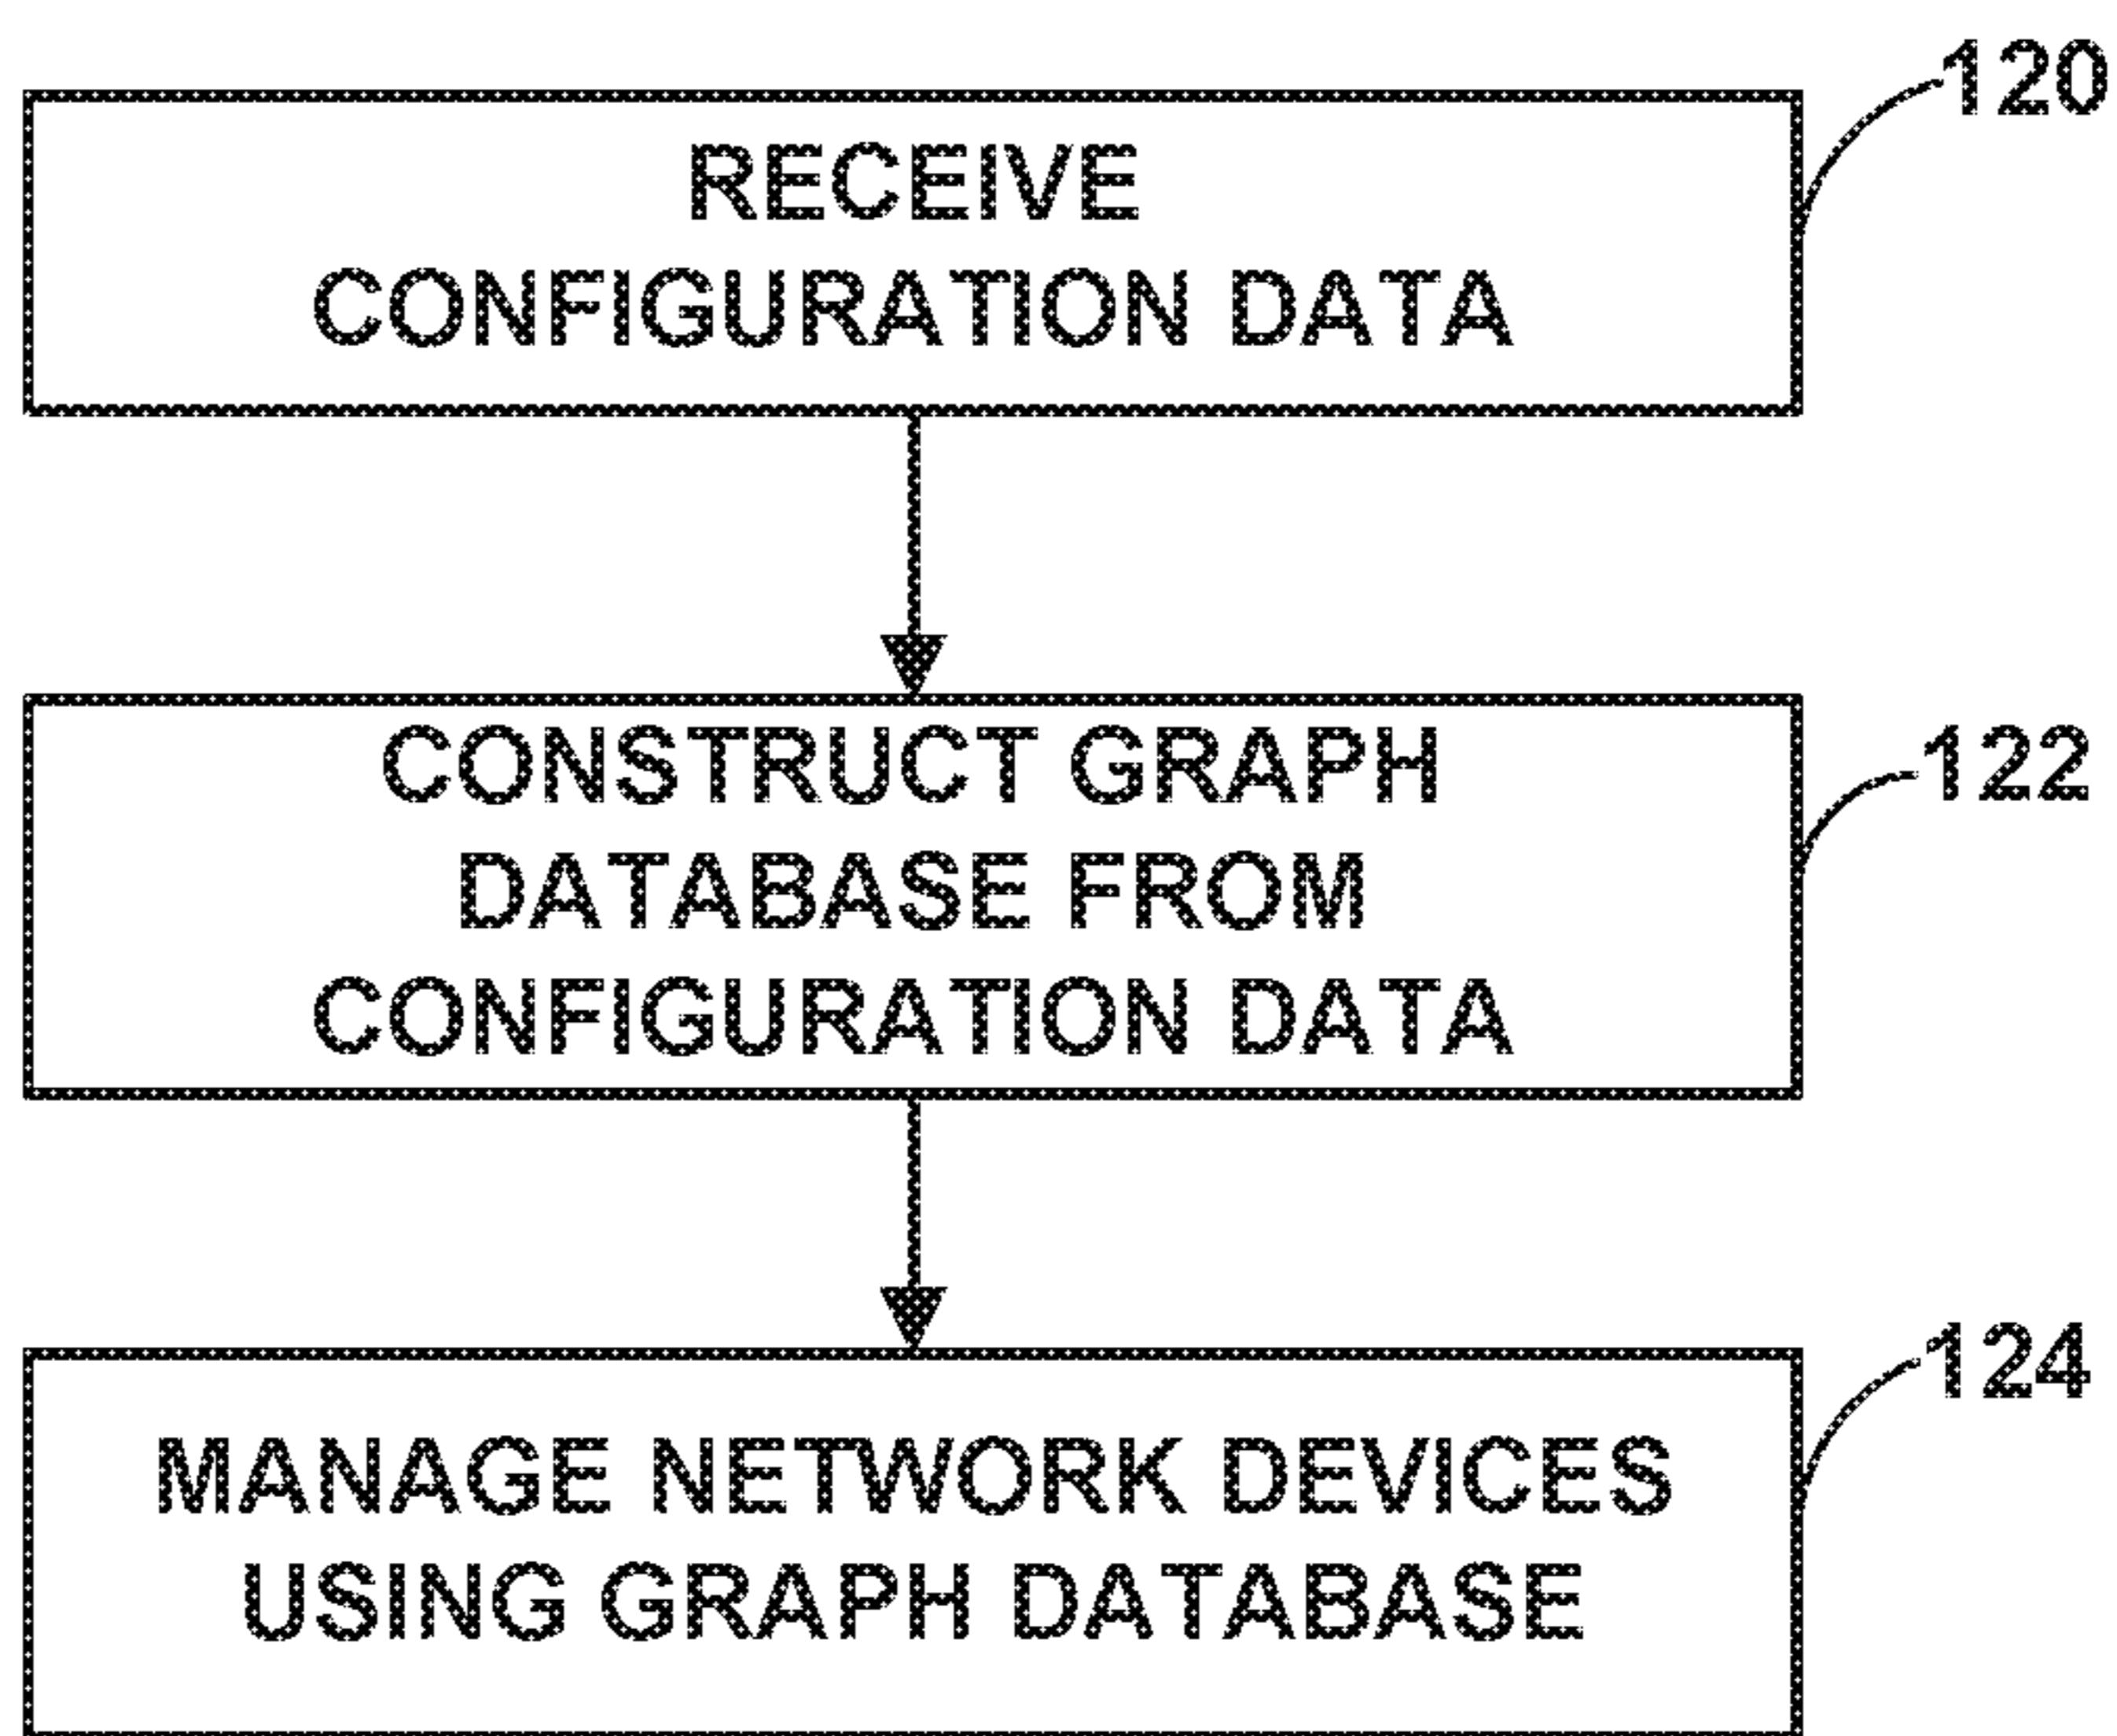 120
RECEIVE
CONFIGURATION DATA
122
CONSTRUCT GRAPH
DATABASE FROM
CONFIGURATION DATA
124
MANAGE NETWORK DEVICES
USING GRAPH DATABASE